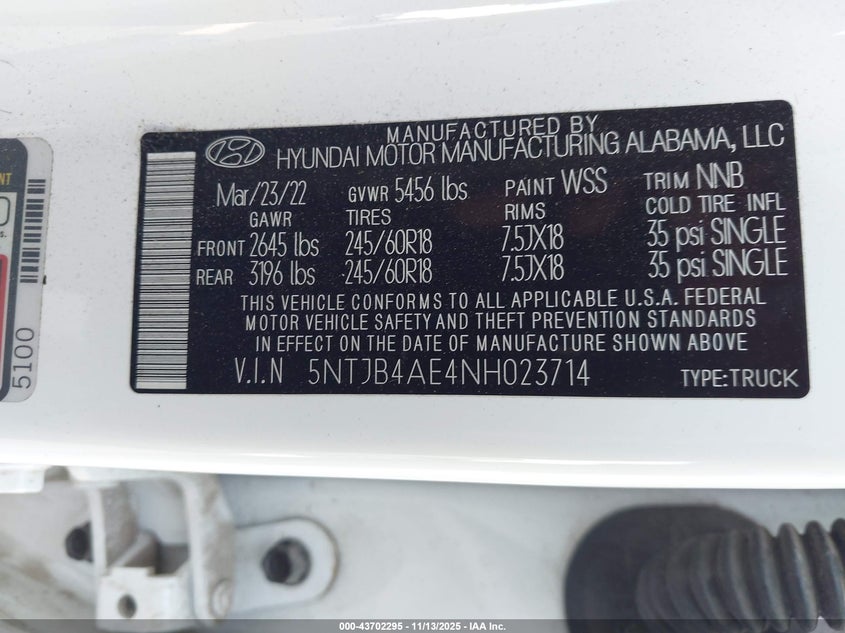 MANUFACTURED BY
HYUNDAI MOTOR MANUFACTURING ALABAMA, LLC
Mar/23/22 GVWR 5456 lbs PAINT WSS TRIM NNB
GAWR TIRES RIMS COLD TIRE INFL
FRONT 2645 lbs 245/60R18 7.5JX18 35 psi SINGLE
REAR 3196 lbs 245/60R18 7.5JX18 35 psi SINGLE
THIS VEHICLE CONFORMS TO ALL APPLICABLE U.S.A. FEDERAL
MOTOR VEHICLE SAFETY AND THEFT PREVENTION STANDARDS
IN EFFECT ON THE DATE OF MANUFACTURE SHOWN ABOVE
V.I.N 5NTJB4AE4NH023714 TYPE:TRUCK
5100
000-43702295 - 11/13/2025 - IAA Inc.